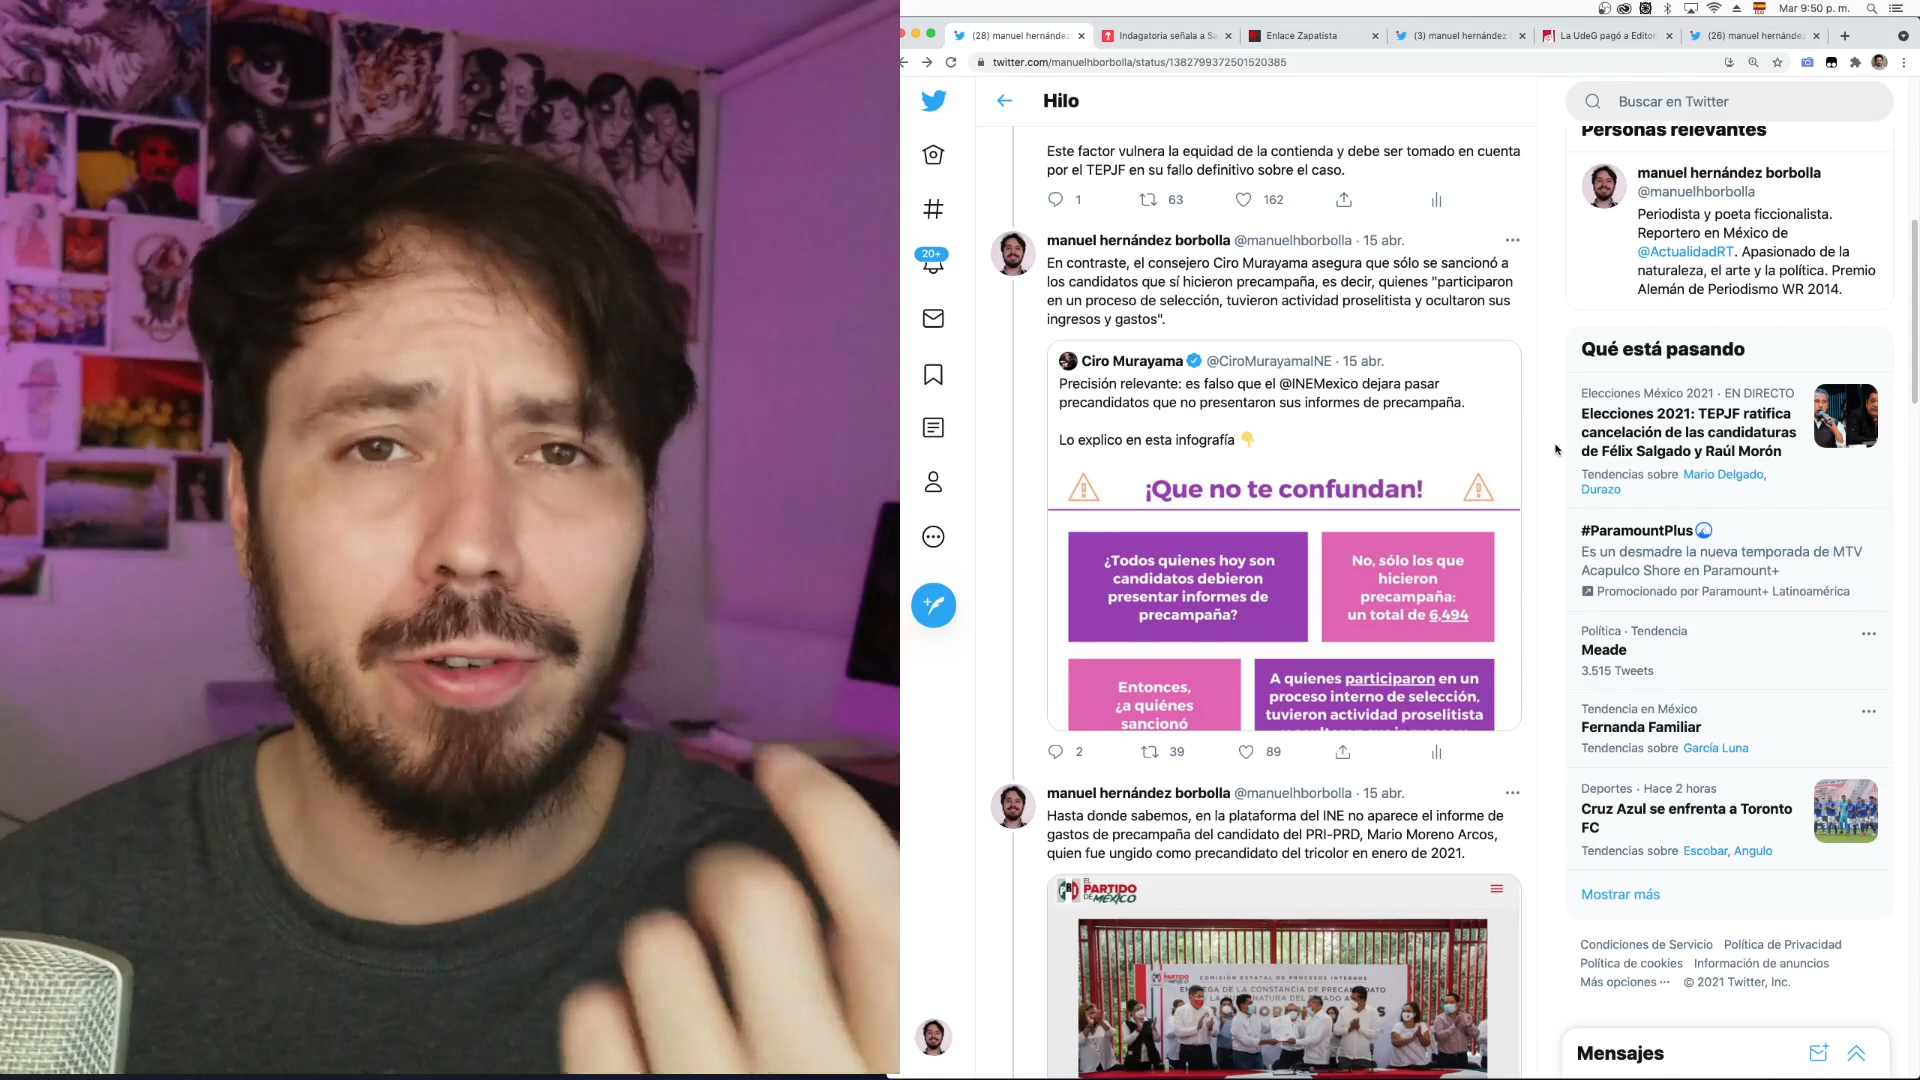 Mar 9:50 p. m.
(28) manuel hernández
Indagatoria señala a Sa
Enlace Zapatista
(3) manuel hernández
La UdeG pagó a Editori
(26) manuel hernández
twitter.com/manuelhborbolla/status/1382799372501520385
Hilo
Buscar en Twitter
20+
Este factor vulnera la equidad de la contienda y debe ser tomado en cuenta
por el TEPJF en su fallo definitivo sobre el caso.
1 63 162
manuel hernández borbolla @manuelhborbolla · 15 abr.
En contraste, el consejero Ciro Murayama asegura que sólo se sancionó a
los candidatos que sí hicieron precampaña, es decir, quienes "participaron
en un proceso de selección, tuvieron actividad proselitista y ocultaron sus
ingresos y gastos".
Ciro Murayama @CiroMurayamaINE · 15 abr.
Precisión relevante: es falso que el @INEMexico dejara pasar
precandidatos que no presentaron sus informes de precampaña.
Lo explico en esta infografía 👇
¡Que no te confundan!
¿Todos quienes hoy son
candidatos debieron
presentar informes de
precampaña?
No, sólo los que
hicieron
precampaña:
un total de 6,494
Entonces,
¿a quiénes
sancionó
A quienes participaron en un
proceso interno de selección,
tuvieron actividad proselitista
2 39 89
manuel hernández borbolla @manuelhborbolla · 15 abr.
Hasta donde sabemos, en la plataforma del INE no aparece el informe de
gastos de precampaña del candidato del PRI-PRD, Mario Moreno Arcos,
quien fue ungido como precandidato del tricolor en enero de 2021.
EL
PARTIDO
DE MÉXICO
COMISIÓN ESTATAL DE PROCESOS INTERNOS
Personas relevantes
manuel hernández borbolla
@manuelhborbolla
Periodista y poeta ficcionalista.
Reportero en México de
@ActualidadRT. Apasionado de la
naturaleza, el arte y la política. Premio
Alemán de Periodismo WR 2014.
Qué está pasando
Elecciones México 2021 · EN DIRECTO
Elecciones 2021: TEPJF ratifica
cancelación de las candidaturas
de Félix Salgado y Raúl Morón
Tendencias sobre Mario Delgado,
Durazo
#ParamountPlus
Es un desmadre la nueva temporada de MTV
Acapulco Shore en Paramount+
Promocionado por Paramount+ Latinoamérica
Política · Tendencia
Meade
3.515 Tweets
Tendencia en México
Fernanda Familiar
Tendencias sobre García Luna
Deportes · Hace 2 horas
Cruz Azul se enfrenta a Toronto
FC
Tendencias sobre Escobar, Angulo
Mostrar más
Condiciones de Servicio Política de Privacidad
Política de cookies Información de anuncios
Más opciones ··· © 2021 Twitter, Inc.
Mensajes